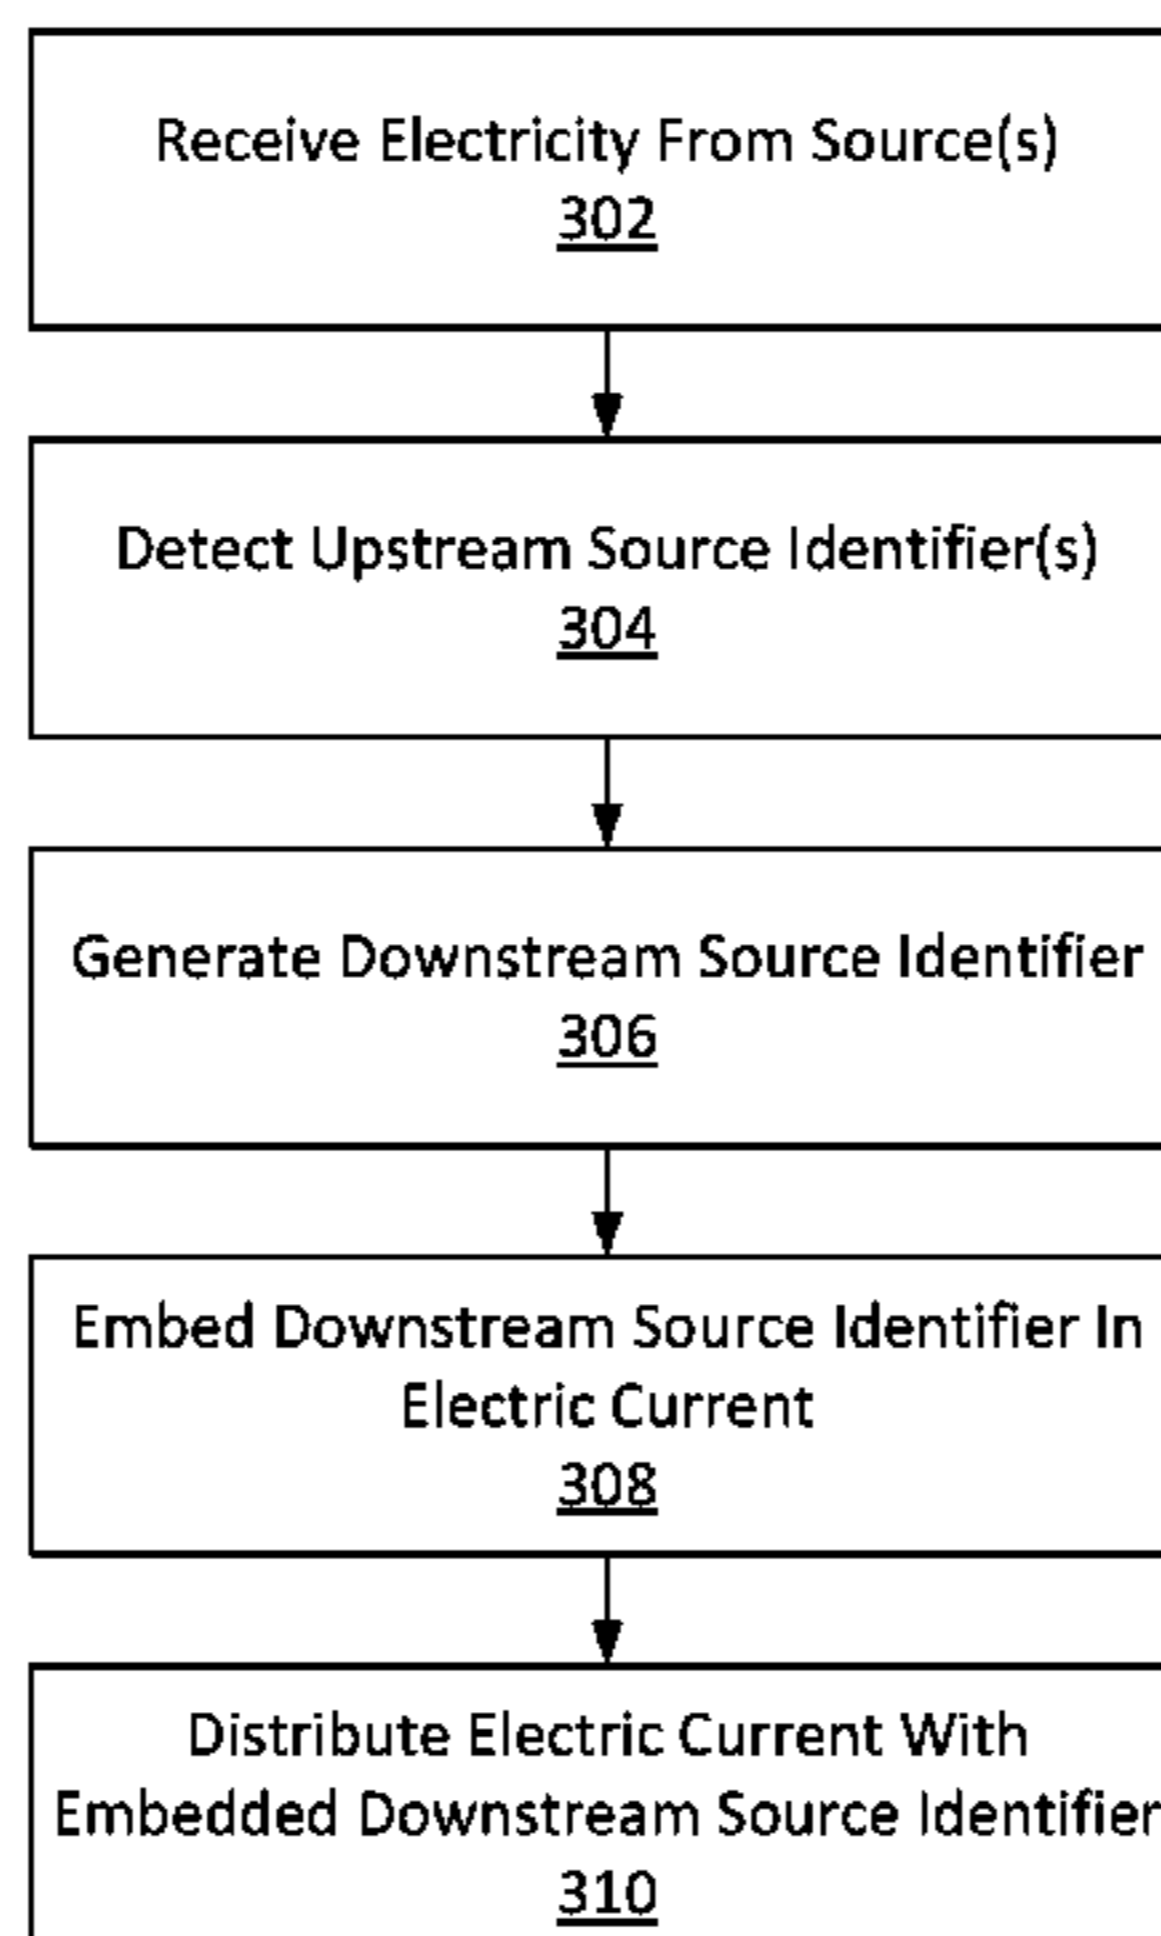 Receive Electricity From Source(s)
302
Detect Upstream Source Identifier(s)
304
Generate Downstream Source Identifier
306
Embed Downstream Source Identifier In
Electric Current
308
Distribute Electric Current With
Embedded Downstream Source Identifier
310